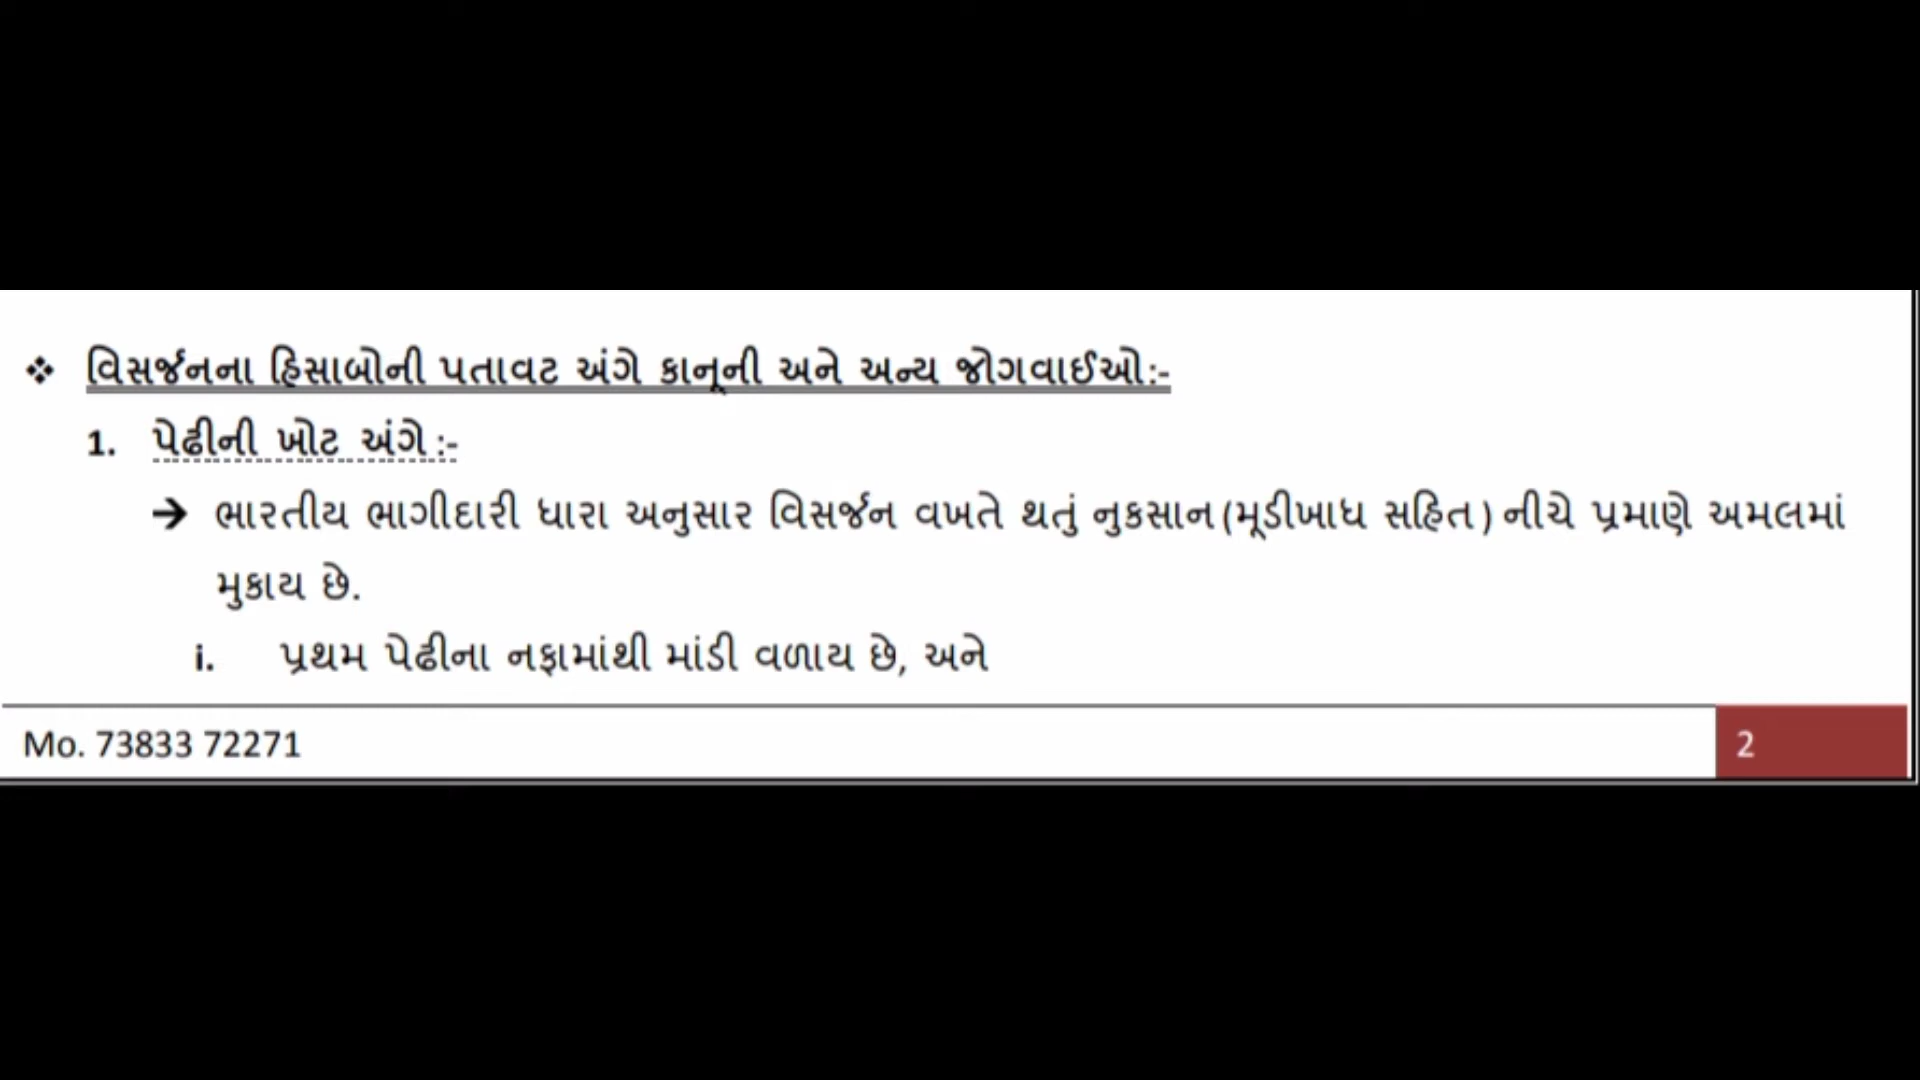 ❖ વિસર્જનના હિસાબોની પતાવટ અંગે કાનૂની અને અન્ય જોગવાઈઓ:-
1. પેઢીની ખોટ અંગે :-
➔ ભારતીય ભાગીદારી ધારા અનુસાર વિસર્જન વખતે થતું નુકસાન (મૂડીખાધ સહિત ) નીચે પ્રમાણે અમલમાં
મુકાય છે.
i. પ્રથમ પેઢીના નફામાંથી માંડી વળાય છે, અને
Mo. 73833 72271
2